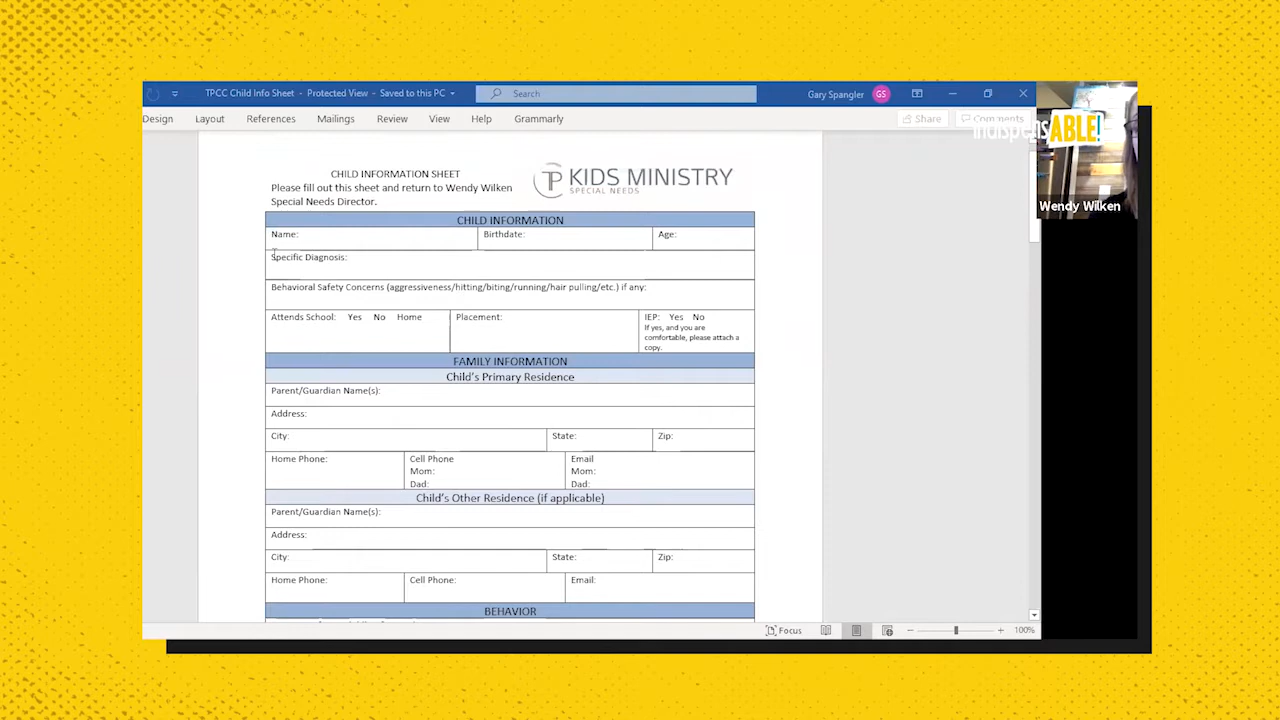 TPCC Child Info Sheet - Protected View - Saved to this PC
Search
Gary Spangler
GS
Design
Layout
References
Mailings
Review
View
Help
Grammarly
Share
Comments
indispensABLE!
Wendy Wilken
CHILD INFORMATION SHEET
Please fill out this sheet and return to Wendy Wilken
Special Needs Director.
TP KIDS MINISTRY
SPECIAL NEEDS
CHILD INFORMATION
Name:
Birthdate:
Age:
Specific Diagnosis:
Behavioral Safety Concerns (aggressiveness/hitting/biting/running/hair pulling/etc.) if any:
Attends School: Yes No Home
Placement:
IEP: Yes No
If yes, and you are
comfortable, please attach a
copy.
FAMILY INFORMATION
Child's Primary Residence
Parent/Guardian Name(s):
Address:
City:
State:
Zip:
Home Phone:
Cell Phone
Mom:
Dad:
Email
Mom:
Dad:
Child's Other Residence (if applicable)
Parent/Guardian Name(s):
Address:
City:
State:
Zip:
Home Phone:
Cell Phone:
Email:
BEHAVIOR
Focus
100%